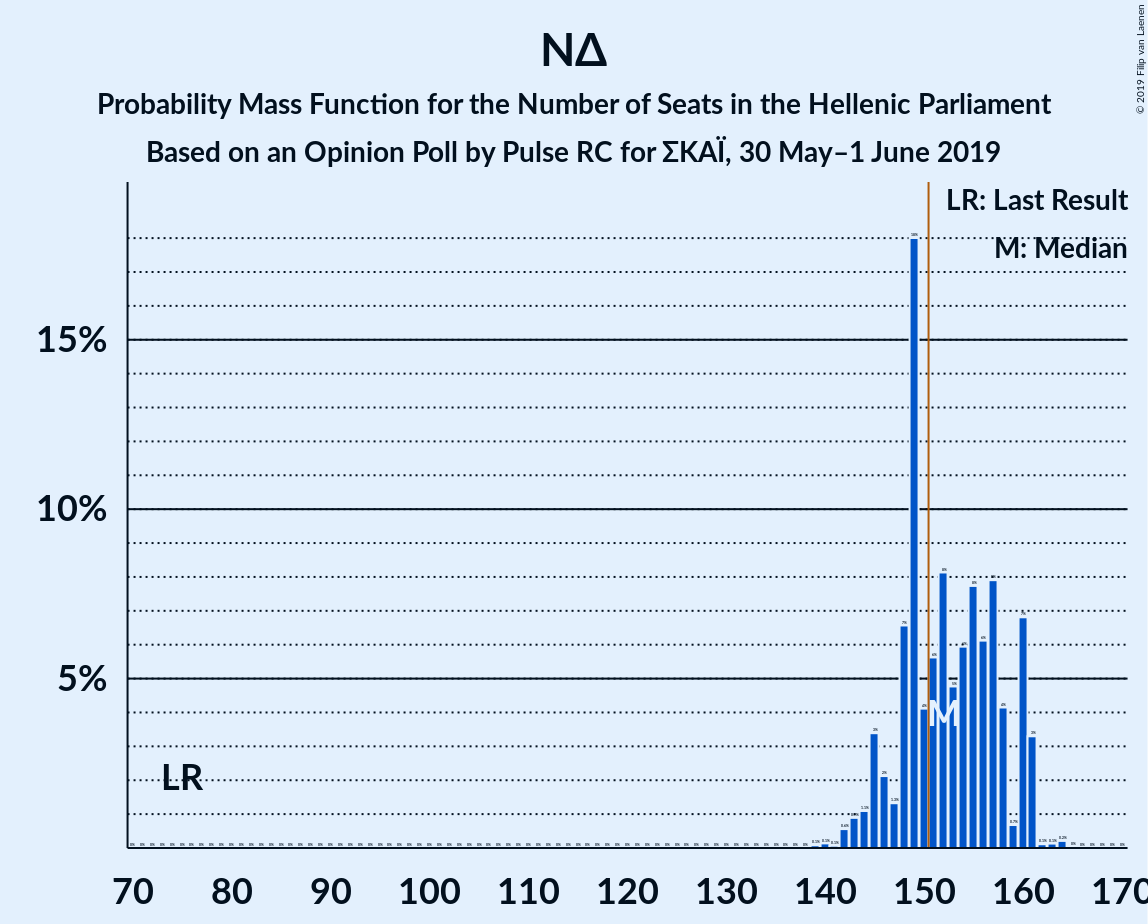 ΝΔ
Probability Mass Function for the Number of Seats in the Hellenic Parliament
Based on an Opinion Poll by Pulse RC for ΣΚΑΪ, 30 May–1 June 2019
© 2019 Filip van Laenen
LR: Last Result
M: Median
15%
10%
5%
LR
M
70 80 90 100 110 120 130 140 150 160 170